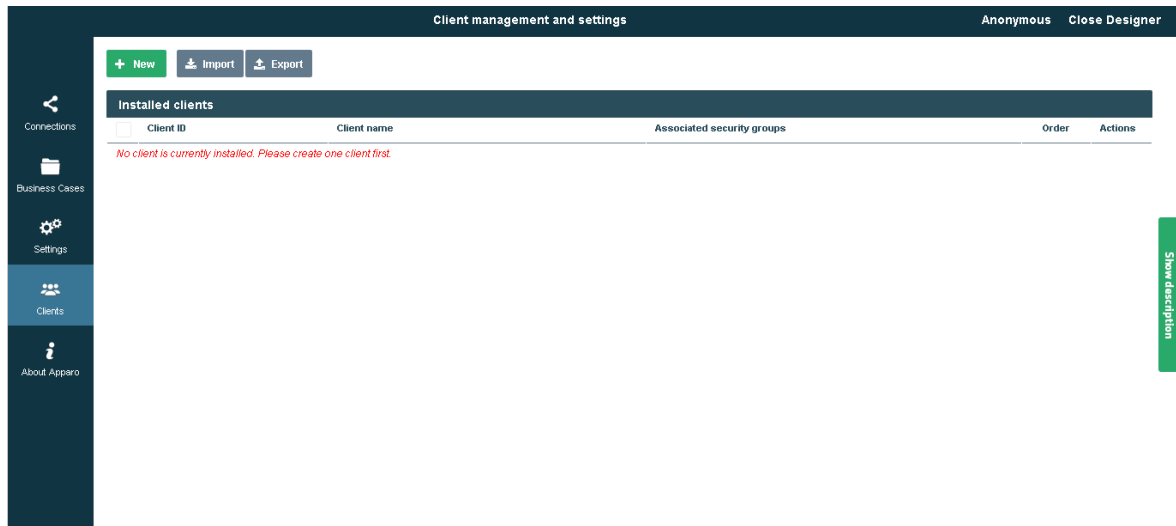 Client management and settings Anonymous Close Designer
New Import Export
Connections
Business Cases
Settings
Clients
About Apparo
Installed clients
Client ID Client name Associated security groups Order Actions
No client is currently installed. Please create one client first.
Show description